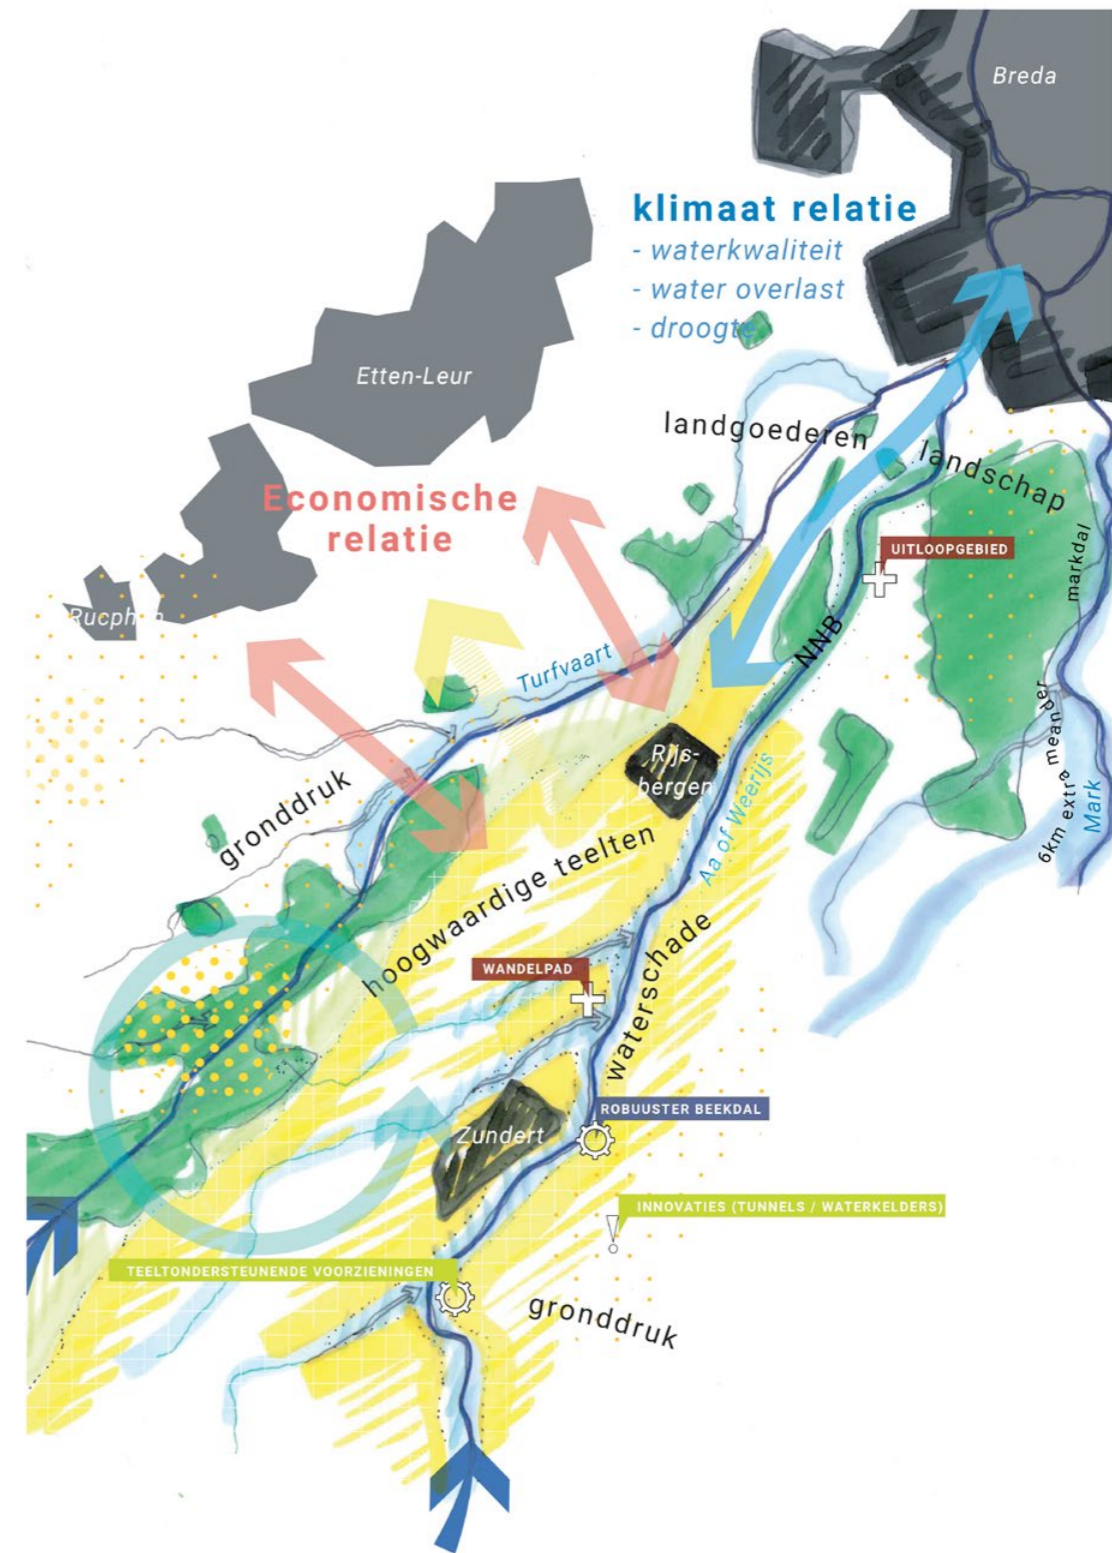 Breda
klimaat relatie
- waterkwaliteit
- water overlast
- droogte
Etten-Leur
landgoederen
landschap
Economische
relatie
markdal
UITLOOPGEBIED
Rucphen
NNB
Turfvaart
6km extra meander
Mark
Rijs-
bergen
Aa of Weerijs
gronddruk
hoogwaardige teelten
waterschade
WANDELPAD
ROBUUSTER BEEKDAL
Zundert
INNOVATIES (TUNNELS / WATERKELDERS)
TEELTONDERSTEUNENDE VOORZIENINGEN
gronddruk